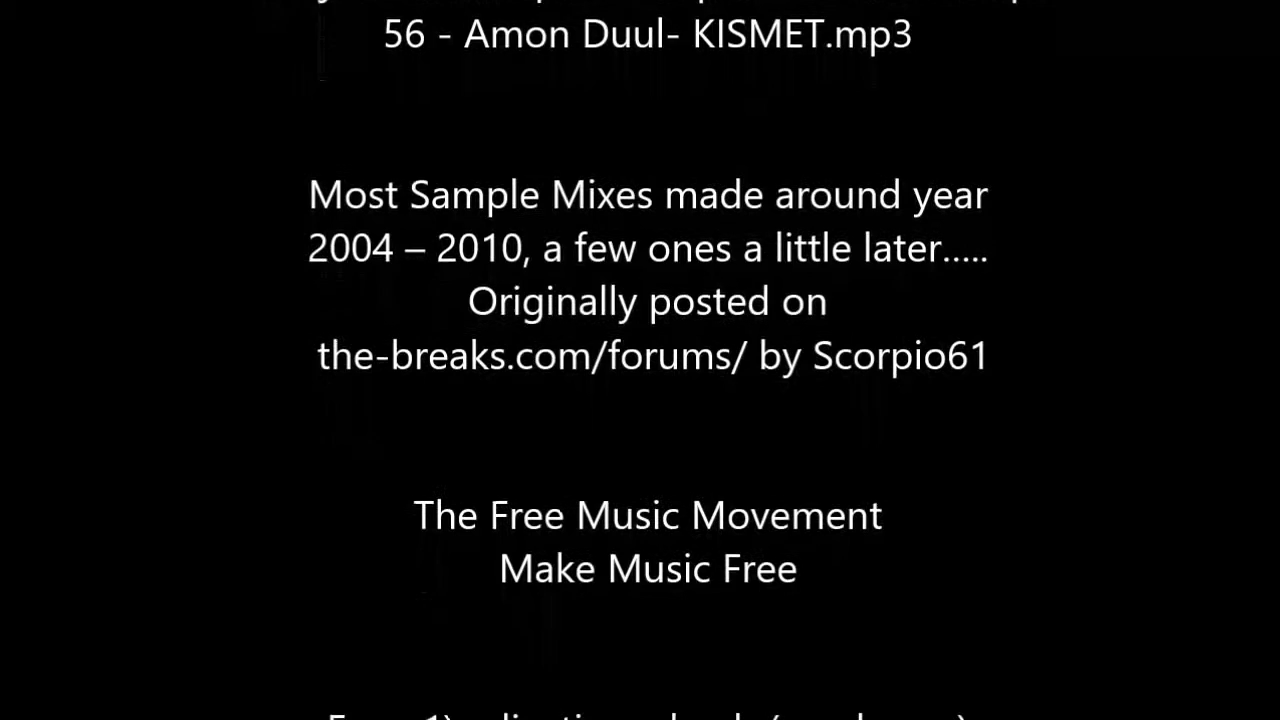 56 - Amon Duul- KISMET.mp3
Most Sample Mixes made around year
2004 – 2010, a few ones a little later.....
Originally posted on
the-breaks.com/forums/ by Scorpio61
The Free Music Movement
Make Music Free